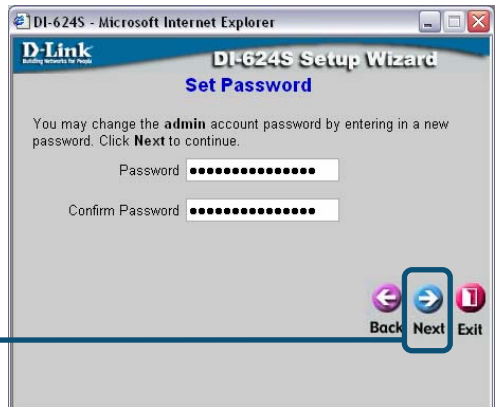 DI-624S - Microsoft Internet Explorer
D-Link
Building Networks for People
DI-624S Setup Wizard
Set Password
You may change the admin account password by entering in a new
password. Click Next to continue.
Password ●●●●●●●●●●●●●●●
Confirm Password ●●●●●●●●●●●●●●●
Back Next Exit